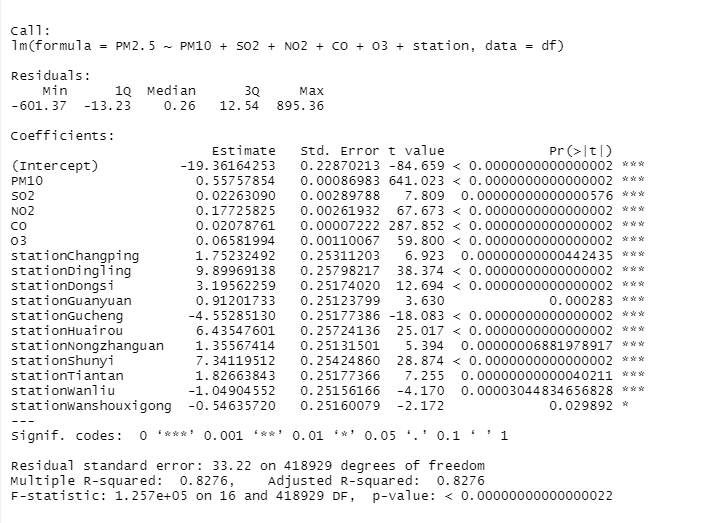 Call:
lm(formula = PM2.5 ~ PM10 + SO2 + NO2 + CO + O3 + station, data = df)
Residuals:
Min 1Q Median 3Q Max
-601.37 -13.23 0.26 12.54 895.36
Coefficients:
Estimate Std. Error t value Pr(>|t|)
(Intercept) -19.36164253 0.22870213 -84.659 < 0.0000000000000002 ***
PM10 0.55757854 0.00086983 641.023 < 0.0000000000000002 ***
SO2 0.02263090 0.00289788 7.809 0.00000000000000576 ***
NO2 0.17725825 0.00261932 67.673 < 0.0000000000000002 ***
CO 0.02078761 0.00007222 287.852 < 0.0000000000000002 ***
O3 0.06581994 0.00110067 59.800 < 0.0000000000000002 ***
stationChangping 1.75232492 0.25311203 6.923 0.00000000000442435 ***
stationDingling 9.89969138 0.25798217 38.374 < 0.0000000000000002 ***
stationDongsi 3.19562259 0.25174020 12.694 < 0.0000000000000002 ***
stationGuanyuan 0.91201733 0.25123799 3.630 0.000283 ***
stationGucheng -4.55285130 0.25177386 -18.083 < 0.0000000000000002 ***
stationHuairou 6.43547601 0.25724136 25.017 < 0.0000000000000002 ***
stationNongzhanguan 1.35567414 0.25131501 5.394 0.00000006881978917 ***
stationShunyi 7.34119512 0.25424860 28.874 < 0.0000000000000002 ***
stationTiantan 1.82663843 0.25177366 7.255 0.00000000000040211 ***
stationWanliu -1.04904552 0.25156166 -4.170 0.00003044834656828 ***
stationWanshouxigong -0.54635720 0.25160079 -2.172 0.029892 *
---
Signif. codes: 0 ‘***’ 0.001 ‘**’ 0.01 ‘*’ 0.05 ‘.’ 0.1 ‘ ’ 1
Residual standard error: 33.22 on 418929 degrees of freedom
Multiple R-squared: 0.8276, Adjusted R-squared: 0.8276
F-statistic: 1.257e+05 on 16 and 418929 DF, p-value: < 0.00000000000000022